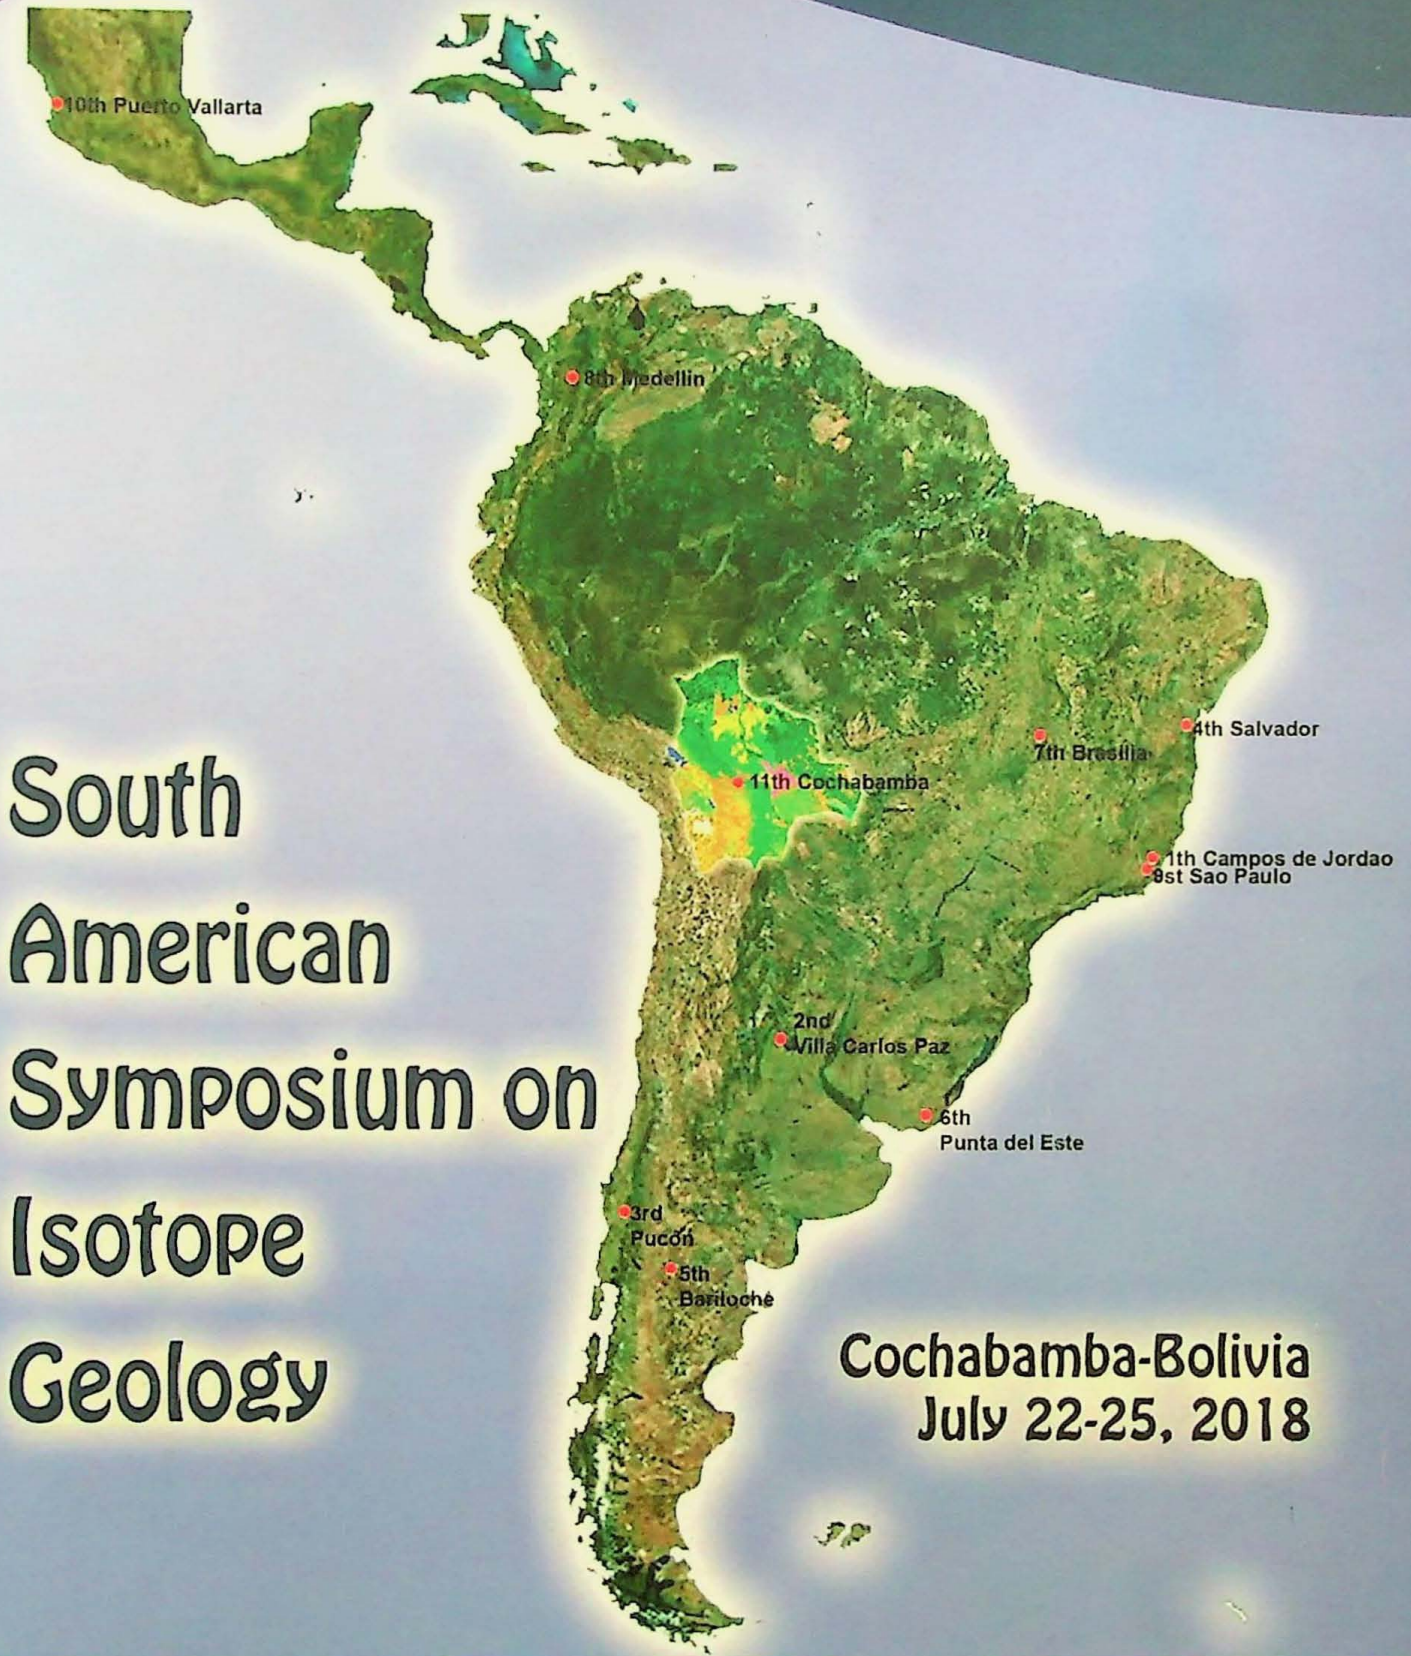 10th Puerto Vallarta
8th Medellin
4th Salvador
7th Brasilia
11th Cochabamba
1th Campos de Jordao
9st Sao Paulo
2nd
Villa Carlos Paz
6th
Punta del Este
3rd
Pucón
5th
Bariloche
South
American
Symposium on
Isotope
Geology
Cochabamba-Bolivia
July 22-25, 2018